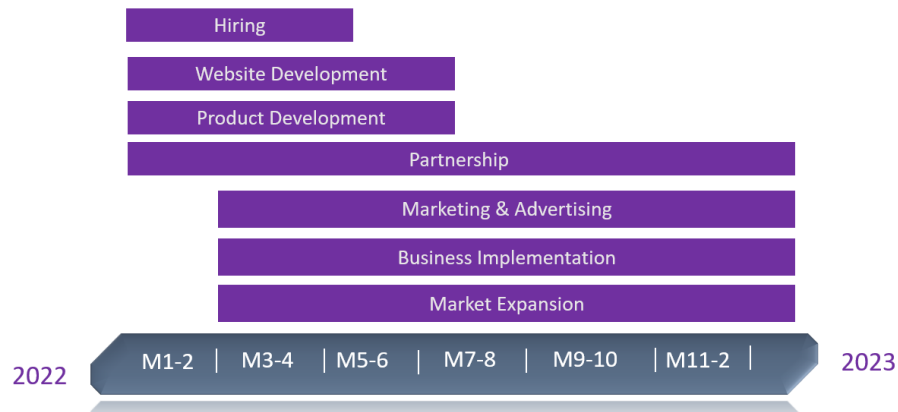 Hiring
Website Development
Product Development
Partnership
Marketing & Advertising
Business Implementation
Market Expansion
2022 M1-2 | M3-4 | M5-6 | M7-8 | M9-10 | M11-2 | 2023